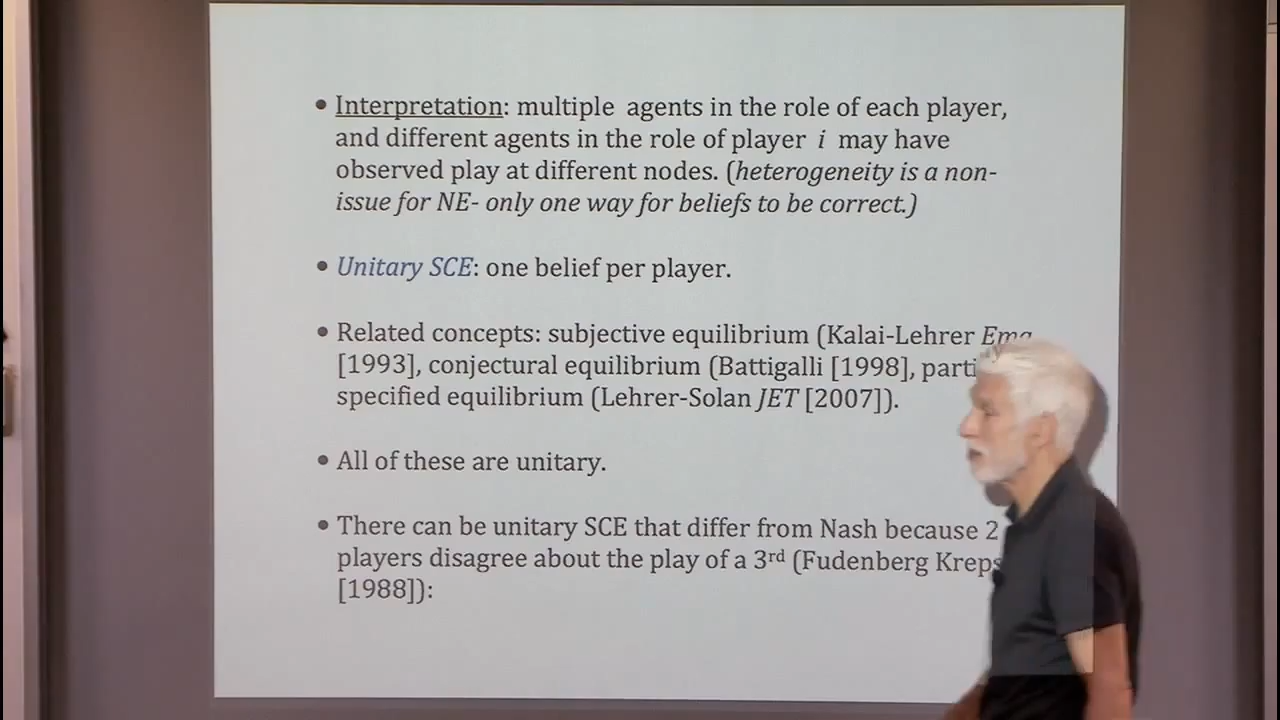 • Interpretation: multiple agents in the role of each player,
and different agents in the role of player i may have
observed play at different nodes. (heterogeneity is a non-
issue for NE- only one way for beliefs to be correct.)
• Unitary SCE: one belief per player.
• Related concepts: subjective equilibrium (Kalai-Lehrer
[1993], conjectural equilibrium (Battigalli [1998],
specified equilibrium (Lehrer-Solan JET [2007]).
• All of these are unitary.
• There can be unitary SCE that differ from Nash because 2
players disagree about the play of a 3rd (Fudenberg Kreps
[1988]):